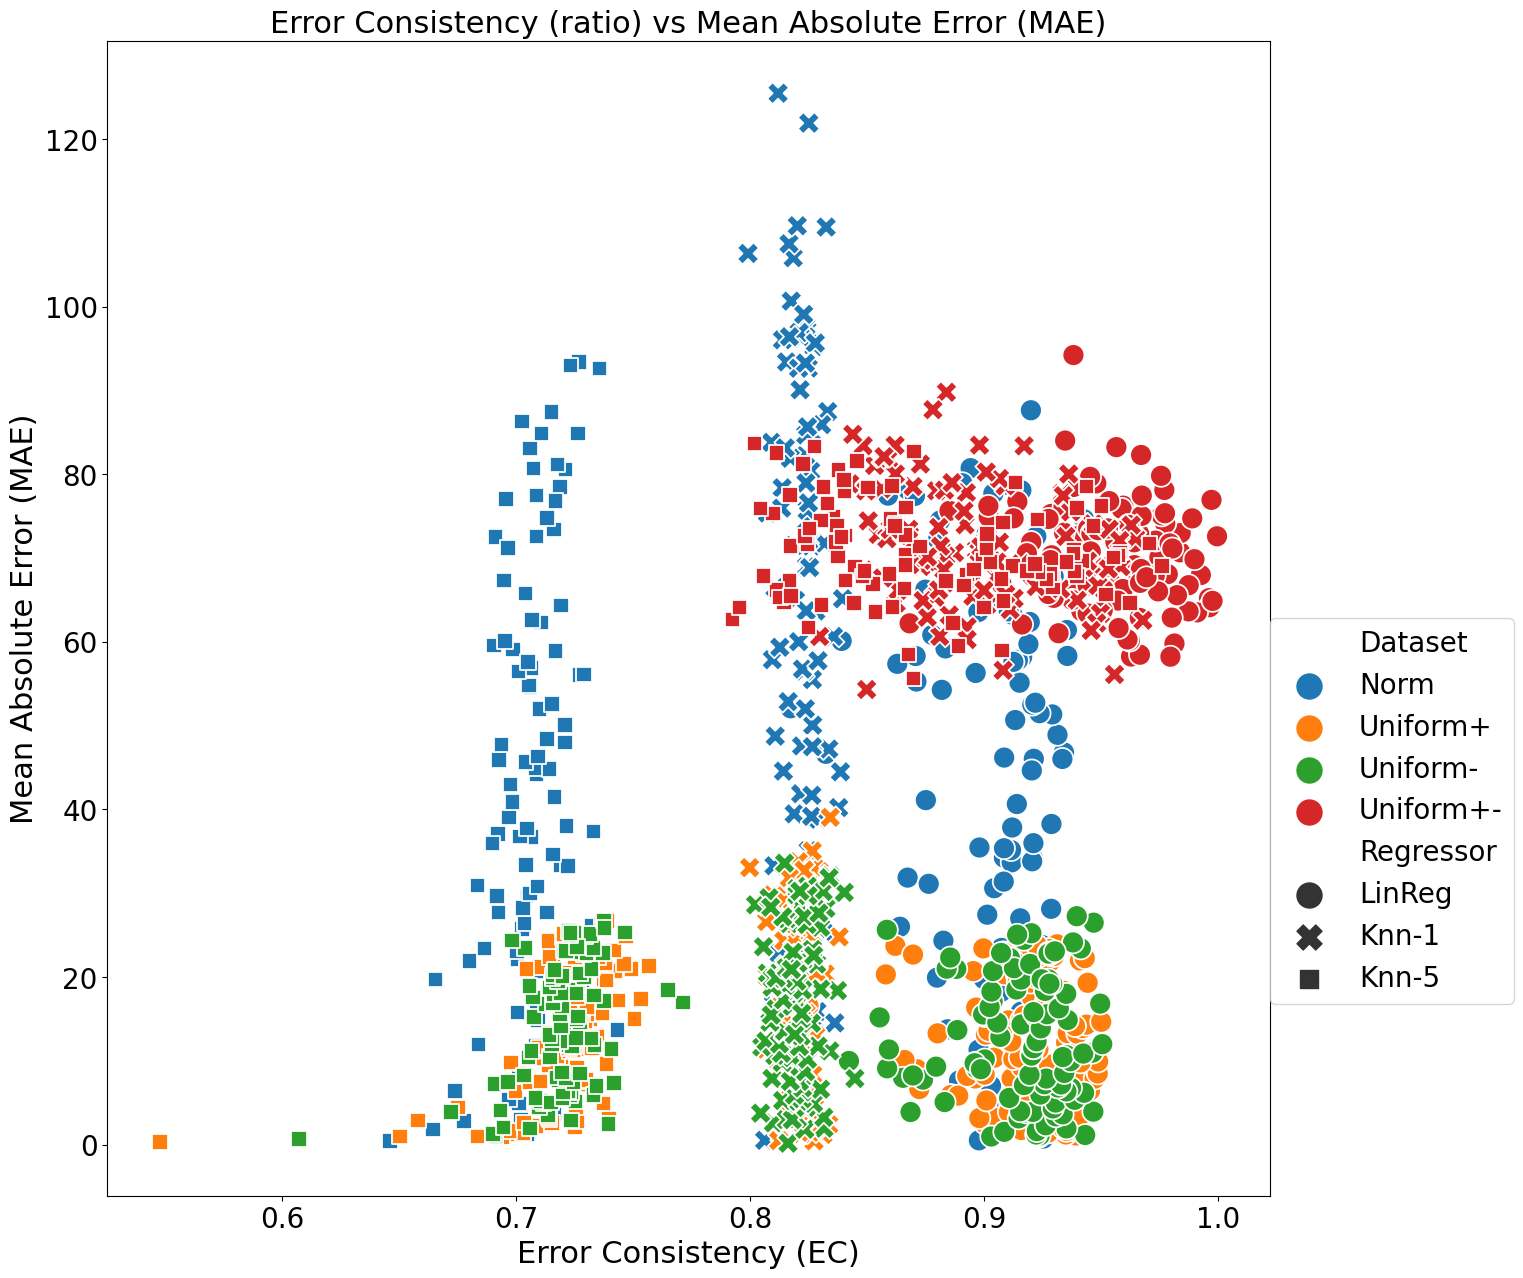 Error Consistency (ratio) vs Mean Absolute Error (MAE)
Mean Absolute Error (MAE)
120
100
80
60
40
20
0
0.6
0.7
0.8
0.9
1.0
Error Consistency (EC)
Dataset
Norm
Uniform+
Uniform-
Uniform+-
Regressor
LinReg
Knn-1
Knn-5